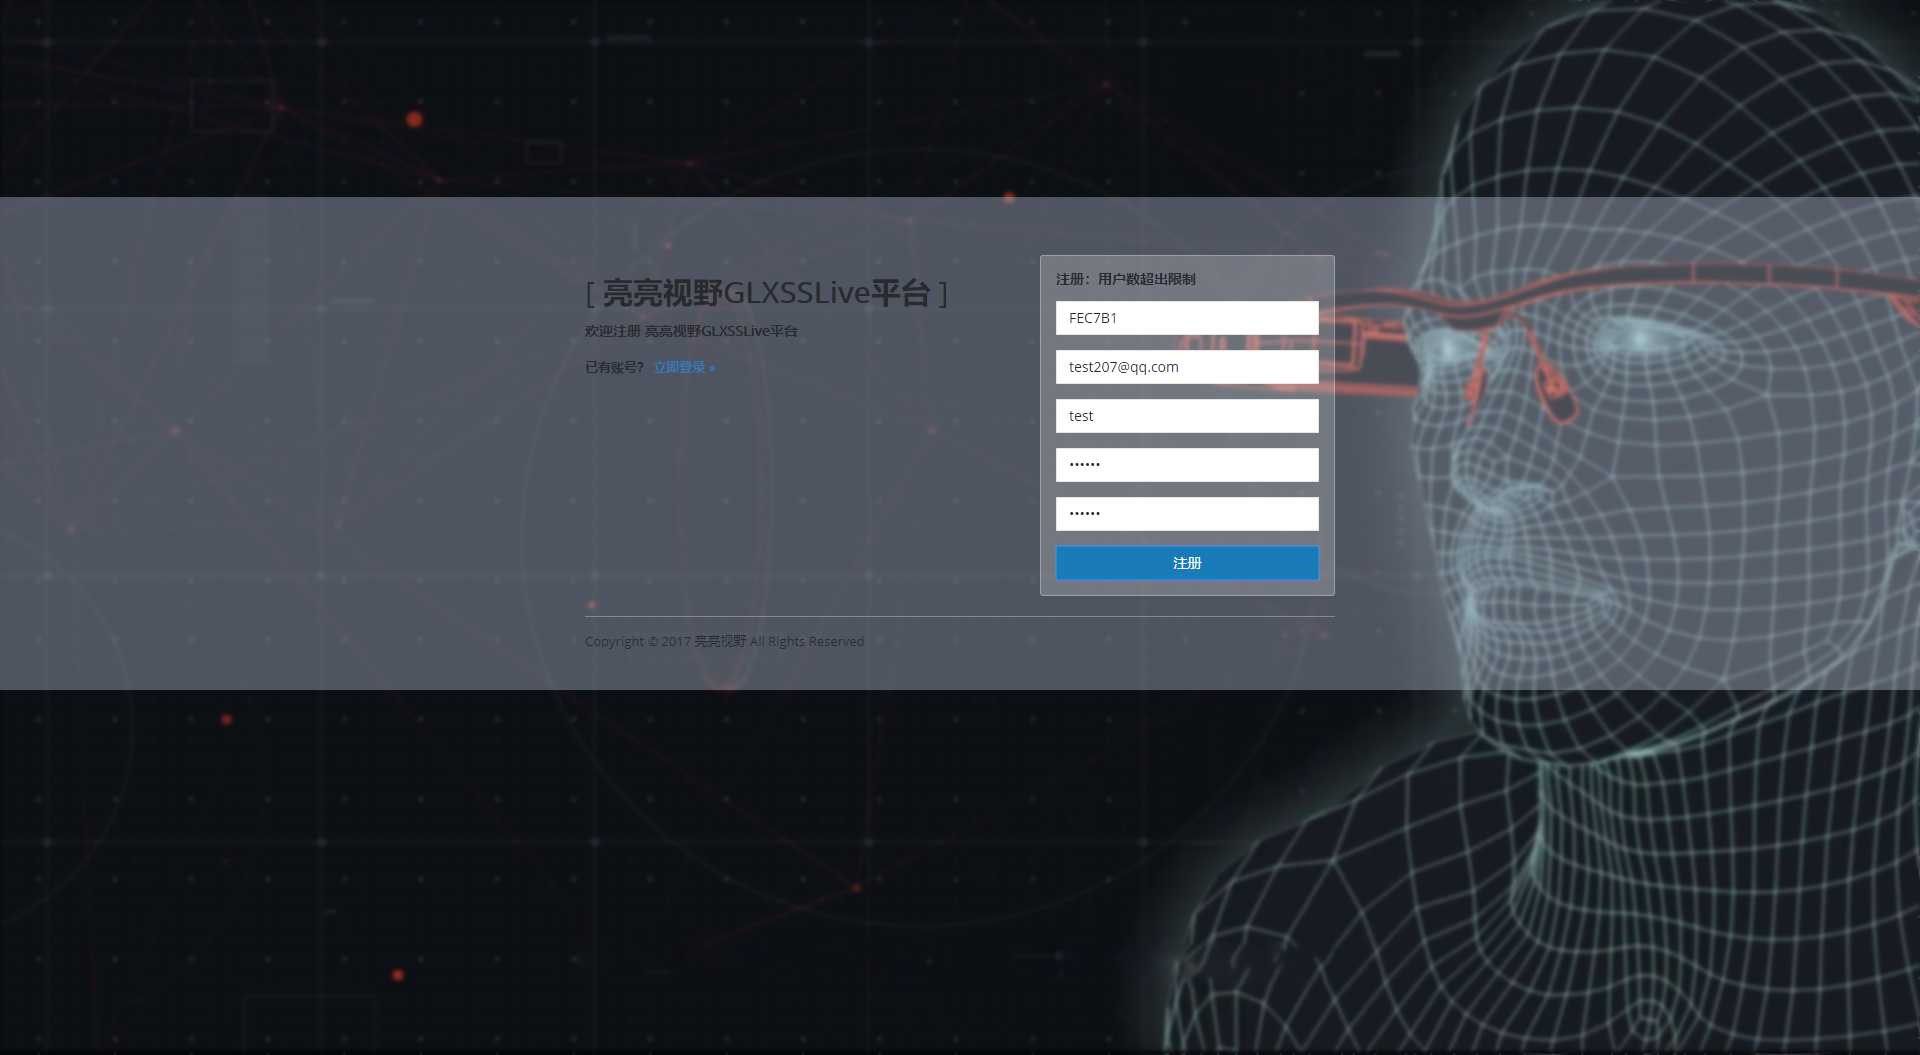 [ 亮亮视野GLXSSLive平台 ]
欢迎注册 亮亮视野GLXSSLive平台
已有账号? 立即登录 »
注册：用户数超出限制
FEC7B1
test207@qq.com
test
••••••
••••••
注册
Copyright © 2017 亮亮视野 All Rights Reserved